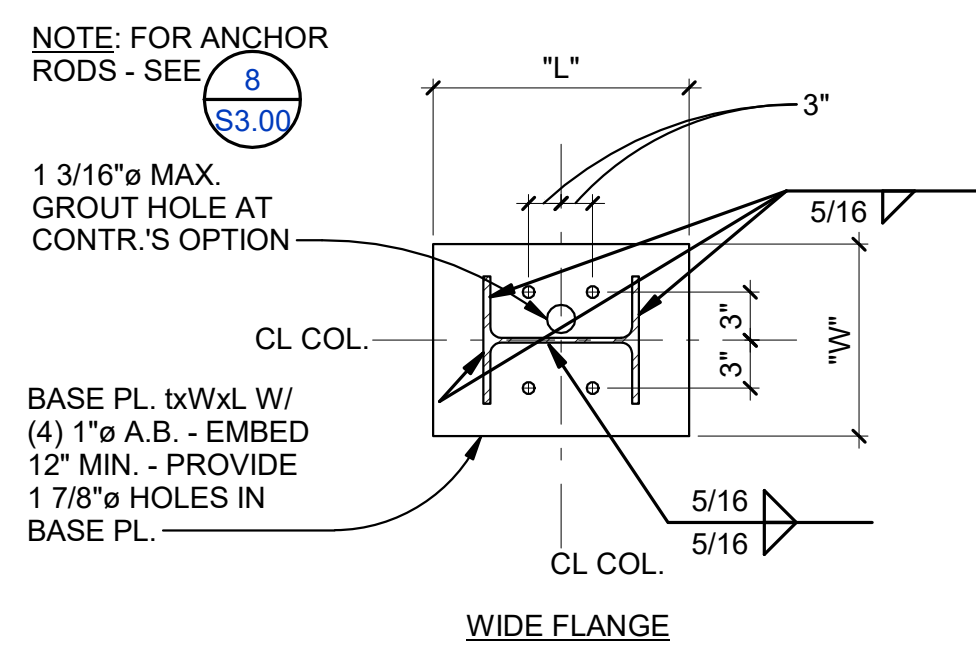 NOTE: FOR ANCHOR
RODS - SEE
8
S3.00
"L"
3"
1 3/16"ø MAX.
GROUT HOLE AT
CONTR.'S OPTION
5/16
CL COL.
3"
3"
"W"
BASE PL. txWxL W/
(4) 1"ø A.B. - EMBED
12" MIN. - PROVIDE
1 7/8"ø HOLES IN
BASE PL.
5/16
5/16
CL COL.
WIDE FLANGE